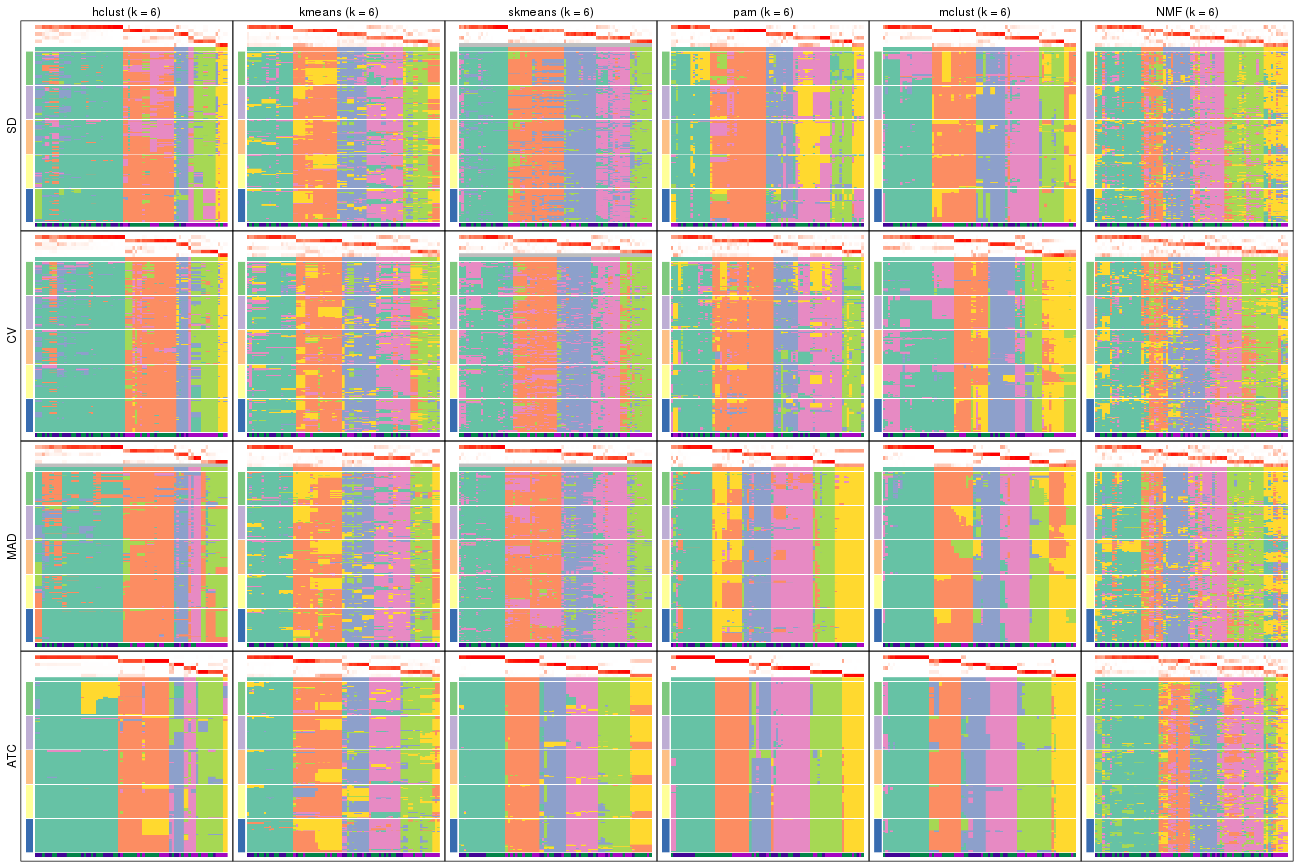 hclust (k = 6)
kmeans (k = 6)
skmeans (k = 6)
pam (k = 6)
mclust (k = 6)
NMF (k = 6)
SD
CV
MAD
ATC